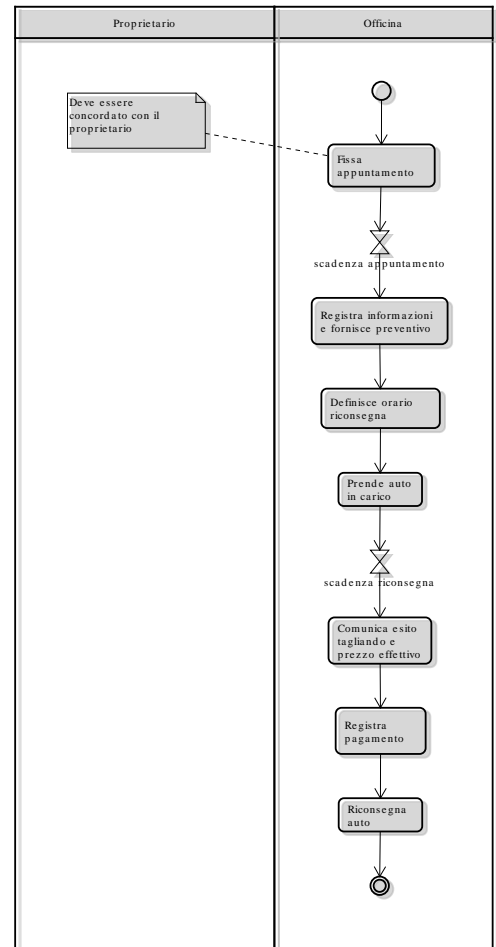 Proprietario
Officina
Deve essere
concordato con il
proprietario
Fissa
appuntamento
scadenza appuntamento
Registra informazioni
e fornisce preventivo
Definisce orario
riconsegna
Prende auto
in carico
scadenza riconsegna
Comunica esito
tagliando e
prezzo effettivo
Registra
pagamento
Riconsegna
auto